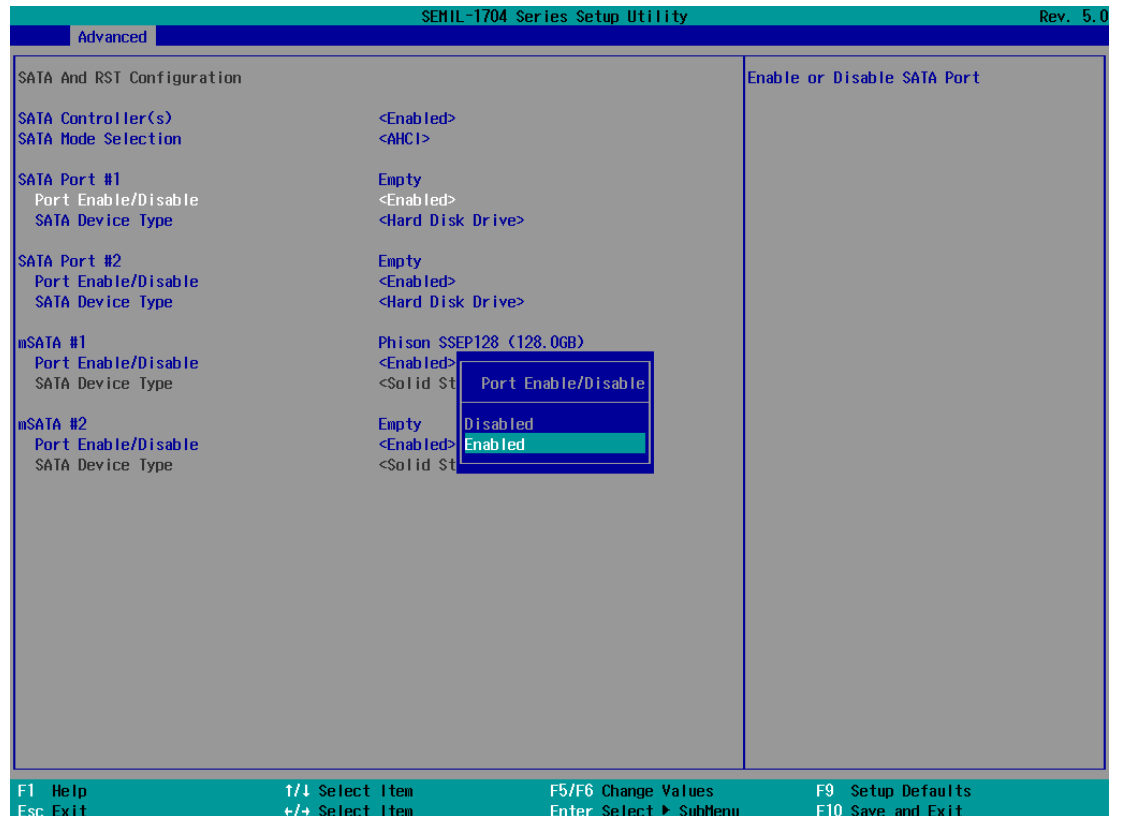 SEMIL-1704 Series Setup Utility Rev. 5.0
Advanced
SATA And RST Configuration
Enable or Disable SATA Port
SATA Controller(s) <Enabled>
SATA Mode Selection <AHCI>
SATA Port #1 Empty
Port Enable/Disable <Enabled>
SATA Device Type <Hard Disk Drive>
SATA Port #2 Empty
Port Enable/Disable <Enabled>
SATA Device Type <Hard Disk Drive>
mSATA #1 Phison SSEP128 (128.0GB)
Port Enable/Disable <Enabled>
SATA Device Type <Solid St
mSATA #2 Empty
Port Enable/Disable <Enabled>
SATA Device Type <Solid St
Port Enable/Disable
Disabled
Enabled
F1 Help ↑/↓ Select Item F5/F6 Change Values F9 Setup Defaults
Esc Exit ←/→ Select Item Enter Select ▶ SubMenu F10 Save and Exit